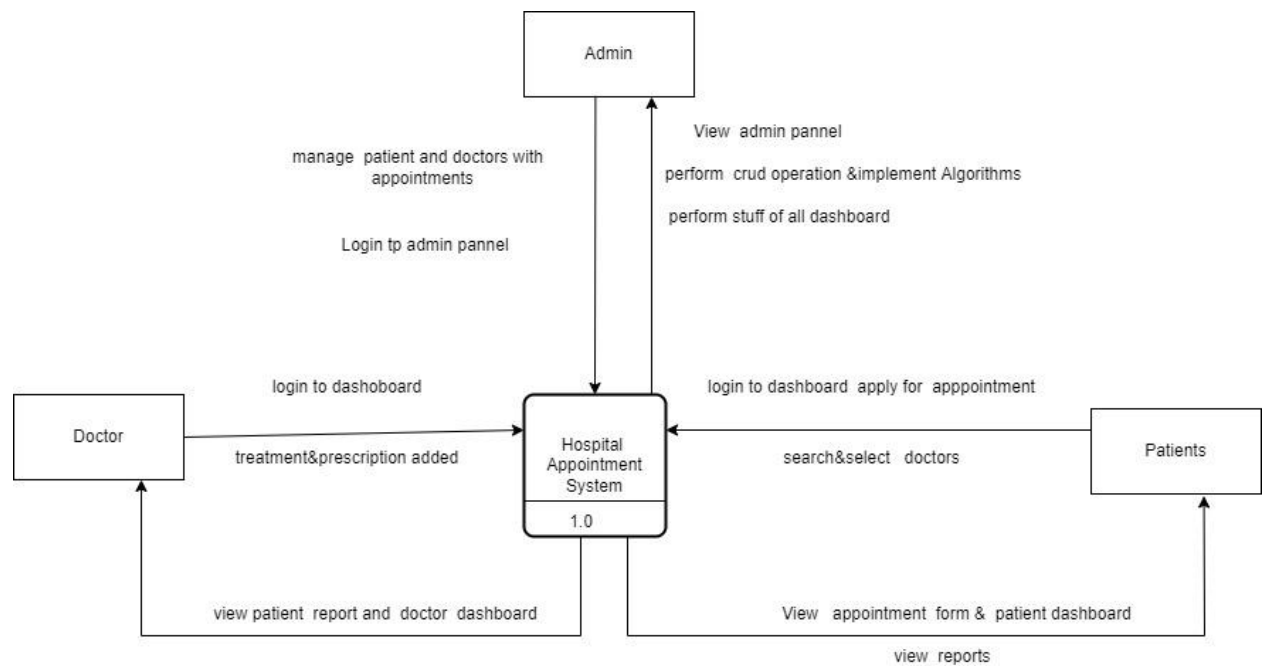 Admin
View admin pannel
manage patient and doctors with
appointments
perform crud operation &implement Algorithms
perform stuff of all dashboard
Login tp admin pannel
login to dashoboard
login to dashboard apply for apppointment
Doctor
treatment&prescription added
Hospital
Appointment
System
1.0
search&select doctors
Patients
view patient report and doctor dashboard
View appointment form & patient dashboard
view reports